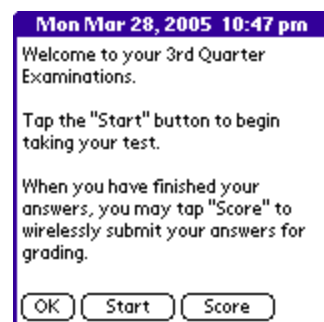 Mon Mar 28, 2005 10:47 pm
Welcome to your 3rd Quarter
Examinations.
Tap the "Start" button to begin
taking your test.
When you have finished your
answers, you may tap "Score" to
wirelessly submit your answers for
grading.
OK Start Score